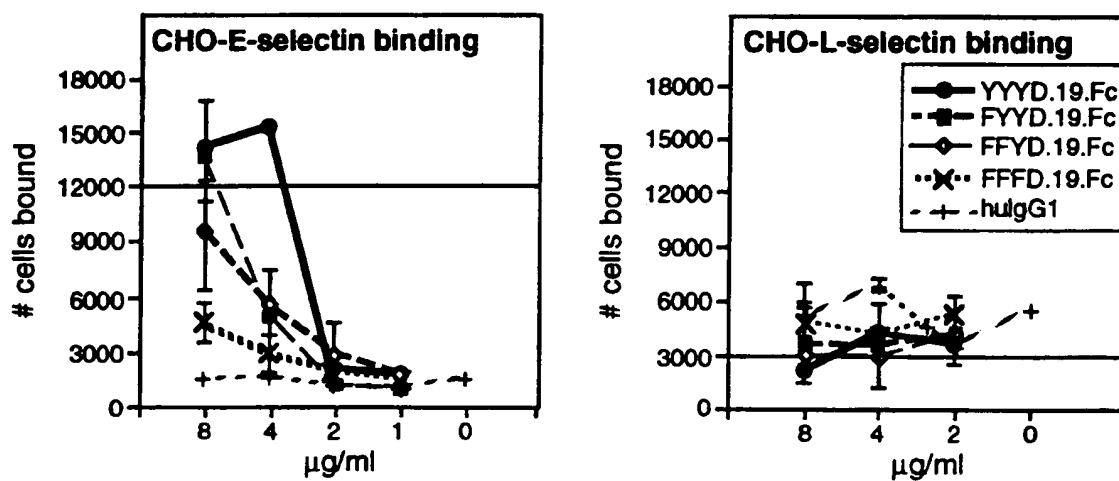 CHO-E-selectin binding
# cells bound
18000
15000
12000
9000
6000
3000
0
8 4 2 1 0
µg/ml
CHO-L-selectin binding
# cells bound
18000
15000
12000
9000
6000
3000
0
8 4 2 0
µg/ml
YYYD.19.Fc
FYYD.19.Fc
FFYD.19.Fc
FFFD.19.Fc
huIgG1